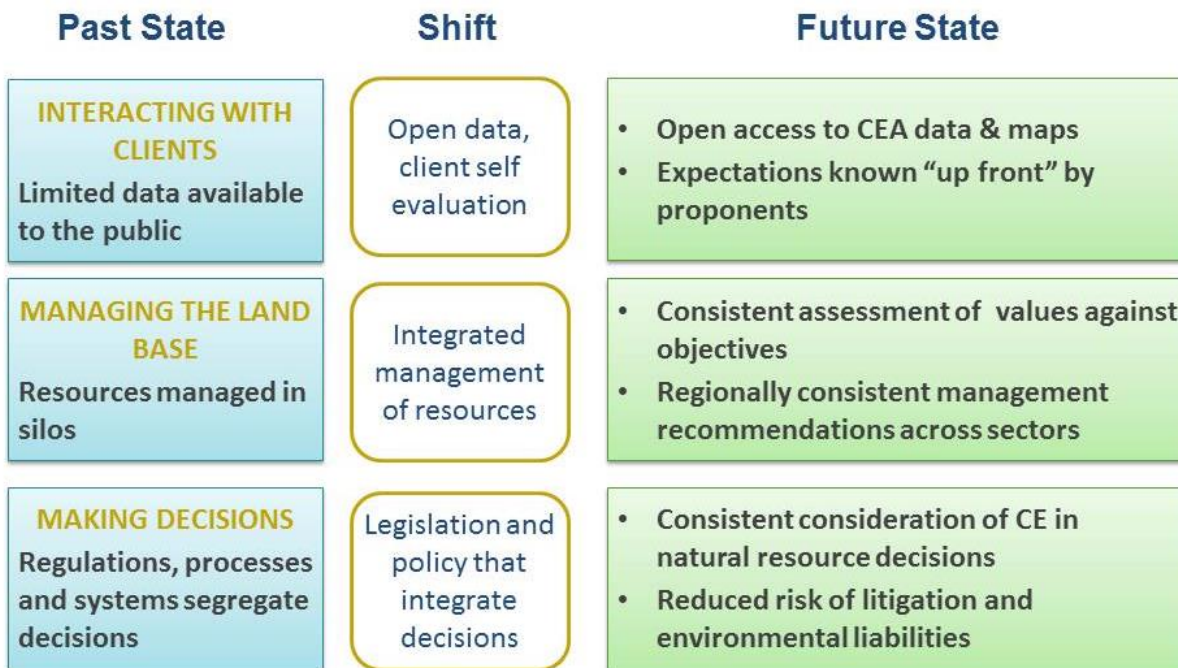 Past State
Shift
Future State
INTERACTING WITH
CLIENTS
Limited data available
to the public
Open data,
client self
evaluation
• Open access to CEA data & maps
• Expectations known “up front” by
proponents
MANAGING THE LAND
BASE
Resources managed in
silos
Integrated
management
of resources
• Consistent assessment of values against
objectives
• Regionally consistent management
recommendations across sectors
MAKING DECISIONS
Regulations, processes
and systems segregate
decisions
Legislation and
policy that
integrate
decisions
• Consistent consideration of CE in
natural resource decisions
• Reduced risk of litigation and
environmental liabilities